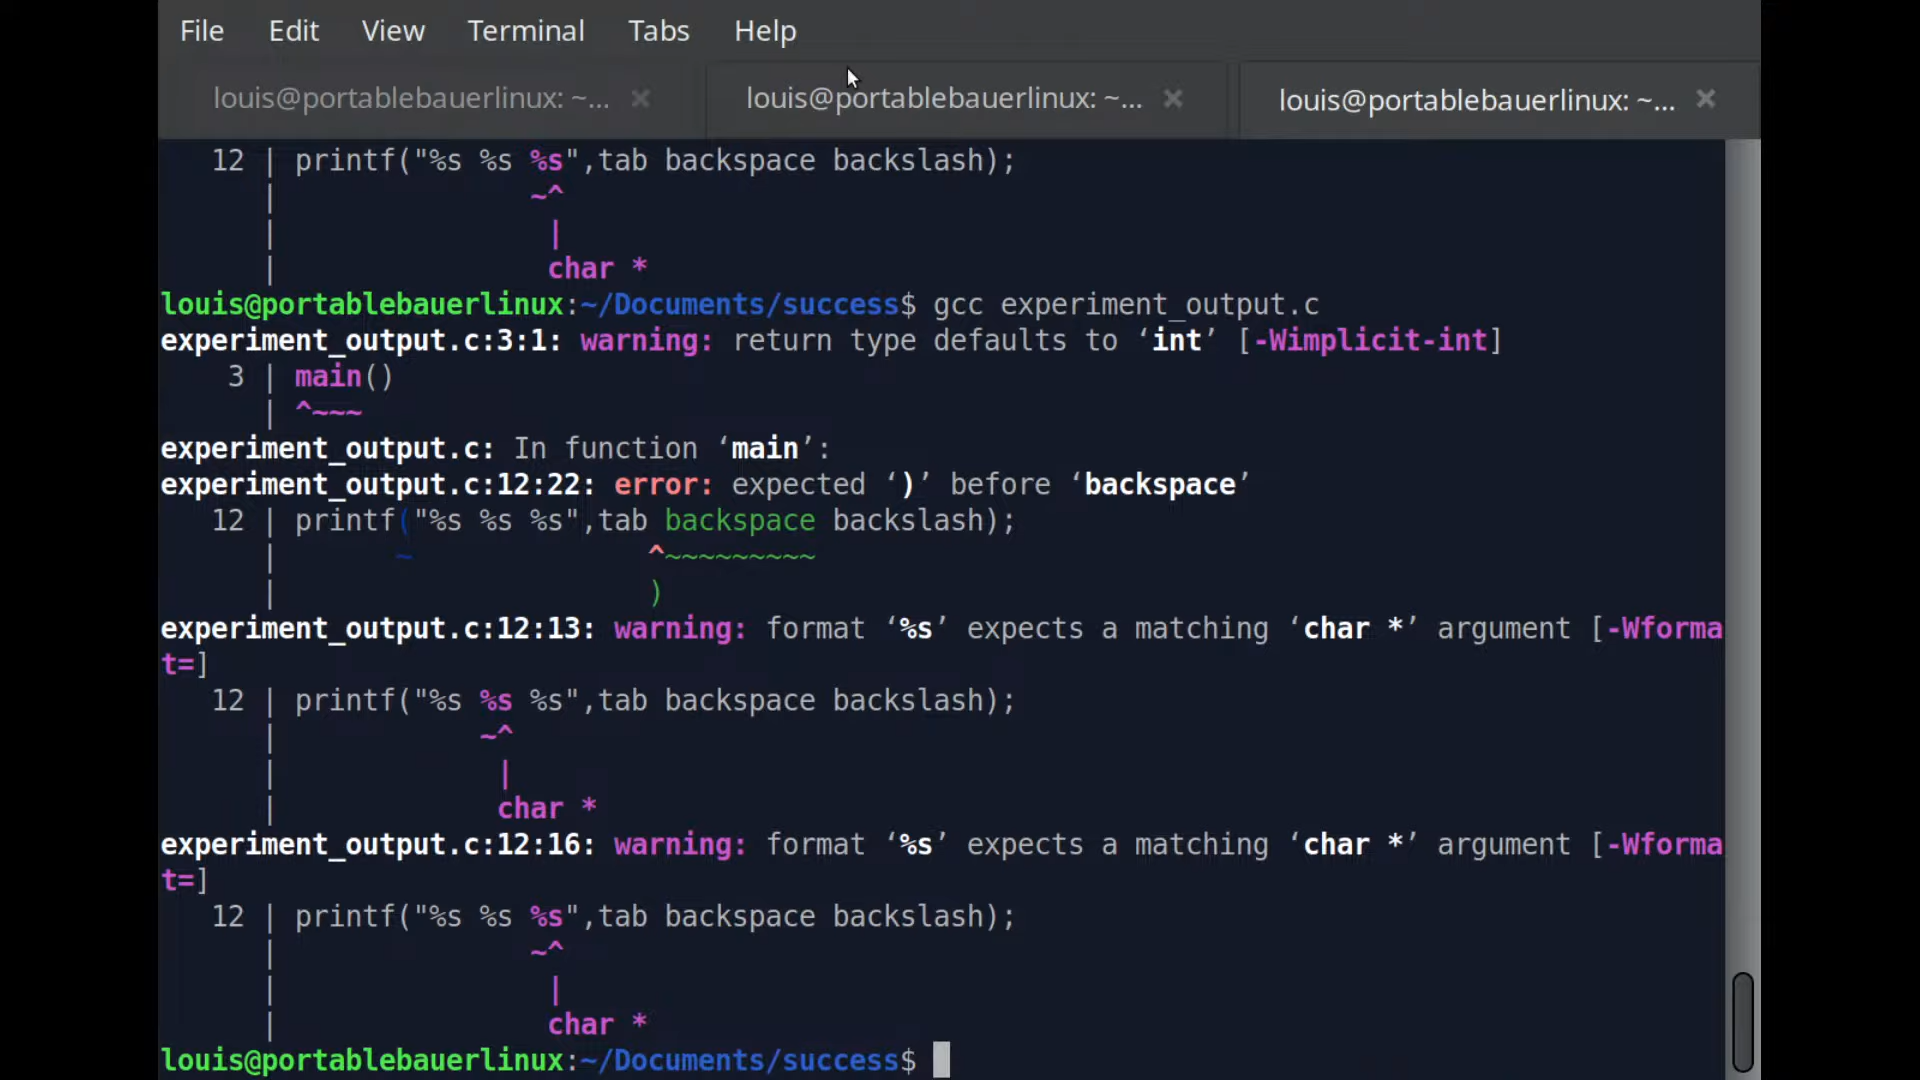 File Edit View Terminal Tabs Help
louis@portablebauerlinux: ~... × louis@portablebauerlinux: ~... × louis@portablebauerlinux: ~... ×
12 | printf("%s %s %s",tab backspace backslash);
| ~^
| |
| char *
louis@portablebauerlinux:~/Documents/success$ gcc experiment_output.c
experiment_output.c:3:1: warning: return type defaults to ‘int’ [-Wimplicit-int]
3 | main()
| ^~~~
experiment_output.c: In function ‘main’:
experiment_output.c:12:22: error: expected ‘)’ before ‘backspace’
12 | printf("%s %s %s",tab backspace backslash);
| ~ ^~~~~~~~~~
| )
experiment_output.c:12:13: warning: format ‘%s’ expects a matching ‘char *’ argument [-Wforma
t=]
12 | printf("%s %s %s",tab backspace backslash);
| ~^
| |
| char *
experiment_output.c:12:16: warning: format ‘%s’ expects a matching ‘char *’ argument [-Wforma
t=]
12 | printf("%s %s %s",tab backspace backslash);
| ~^
| |
| char *
louis@portablebauerlinux:~/Documents/success$